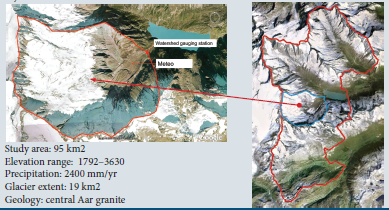 Watershed gauging station
Meteo
Study area: 95 km2
Elevation range: 1792–3630
Precipitation: 2400 mm/yr
Glacier extent: 19 km2
Geology: central Aar granite